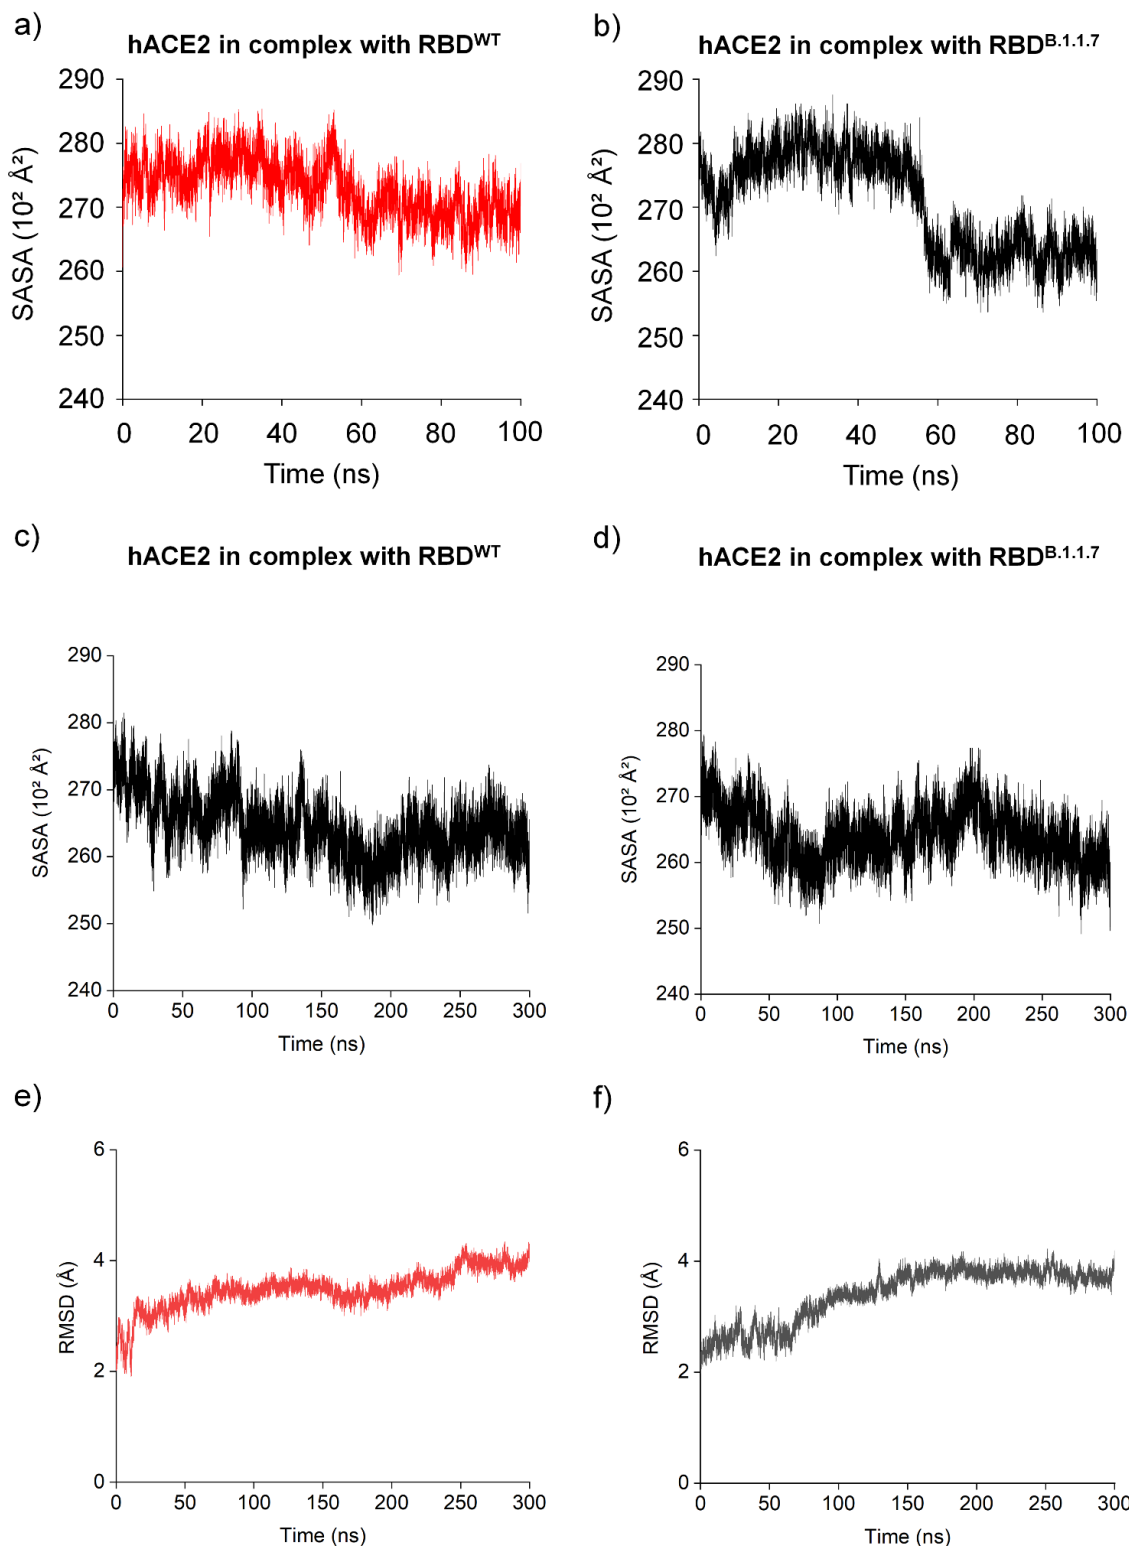 a)
hACE2 in complex with RBDᵂᵀ
290
280
270
260
250
240
SASA (10² Å²)
0 20 40 60 80 100
Time (ns)
b)
hACE2 in complex with RBD^B.1.1.7
290
280
270
260
250
240
SASA (10² Å²)
0 20 40 60 80 100
Time (ns)
c)
hACE2 in complex with RBDᵂᵀ
290
280
270
260
250
240
SASA (10² Å²)
0 50 100 150 200 250 300
Time (ns)
d)
hACE2 in complex with RBD^B.1.1.7
290
280
270
260
250
240
SASA (10² Å²)
0 50 100 150 200 250 300
Time (ns)
e)
6
4
2
0
RMSD (Å)
0 50 100 150 200 250 300
Time (ns)
f)
6
4
2
0
RMSD (Å)
0 50 100 150 200 250 300
Time (ns)